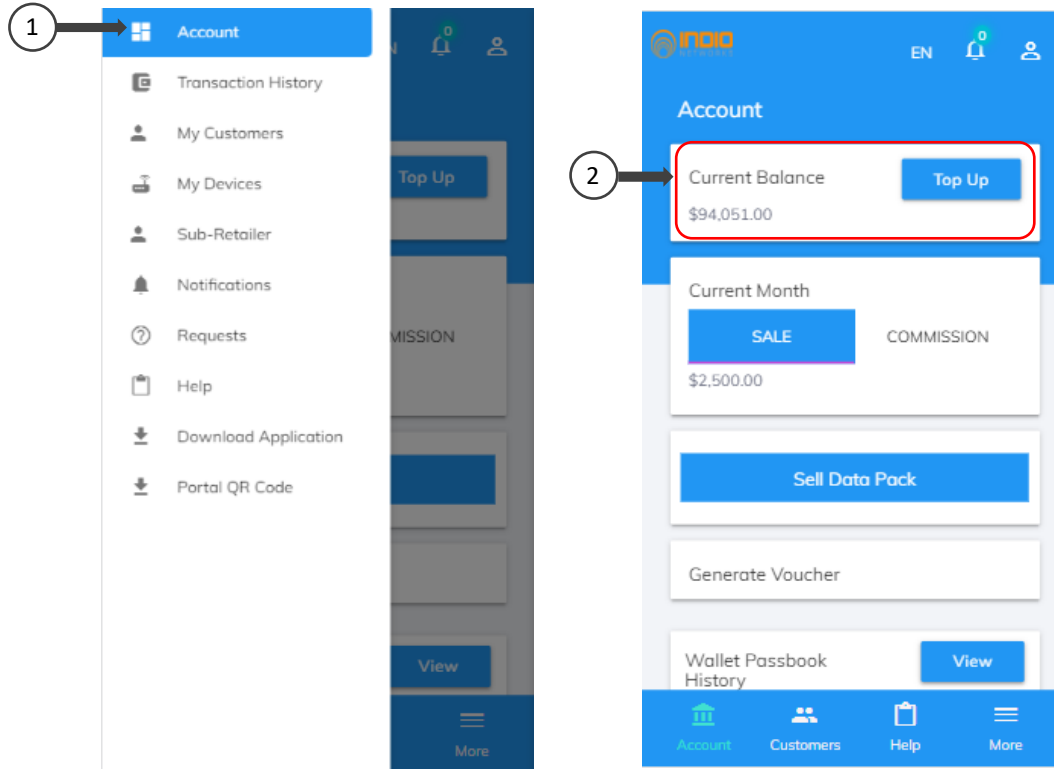 1
Account
Transaction History
My Customers
My Devices
Sub-Retailer
Notifications
Requests
Help
Download Application
Portal QR Code
N
0
Top Up
MISSION
View
More
2
INDIO
NETWORKS
EN
0
Account
Current Balance
Top Up
$94,051.00
Current Month
SALE
COMMISSION
$2,500.00
Sell Data Pack
Generate Voucher
Wallet Passbook
History
View
Account
Customers
Help
More